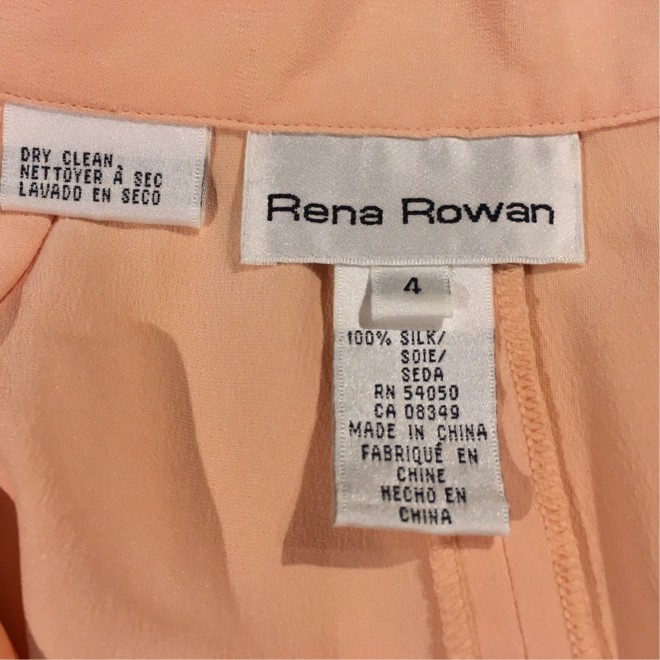 DRY CLEAN,
NETTOYER À SEC
LAVADO EN SECO
Rena Rowan
4
100% SILK/
SOIE/
SEDA
RN 54050
CA 08349
MADE IN CHINA
FABRIQUÉ EN
CHINE
HECHO EN
CHINA